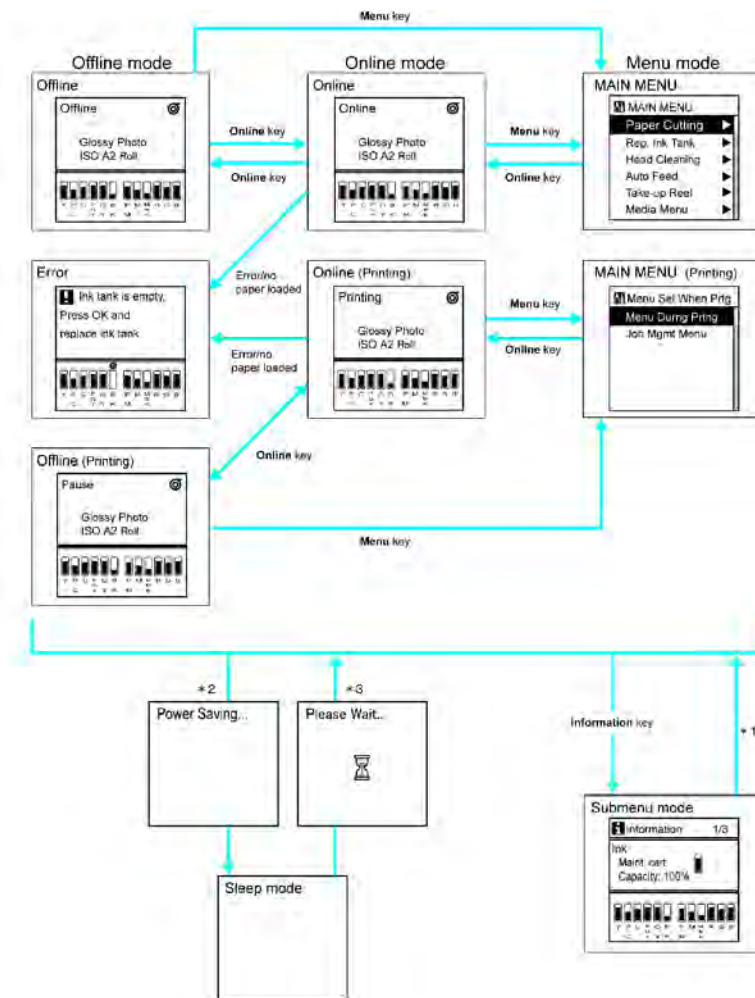 Menu key
Offline mode
Online mode
Menu mode
Offline
Offline
Glossy Photo
ISO A2 Roll
Online key
Online key
Online
Online
Glossy Photo
ISO A2 Roll
Menu key
Online key
MAIN MENU
MAIN MENU
Paper Cutting
Rep. Ink Tank
Head Cleaning
Auto Feed
Take-up Reel
Media Menu
Error
Ink tank is empty.
Press OK and
replace ink tank.
Error/no
paper loaded
Error/no
paper loaded
Online (Printing)
Printing
Glossy Photo
ISO A2 Roll
Menu key
Online key
MAIN MENU (Printing)
Menu Sel When Prtg
Menu Durng Prtng
Job Mgmt Menu
Online key
Offline (Printing)
Pause
Glossy Photo
ISO A2 Roll
Menu key
*2
Power Saving...
*3
Please Wait..
Sleep mode
Information key
*1
Submenu mode
Information 1/3
Ink
Maint. cart.
Capacity: 100%